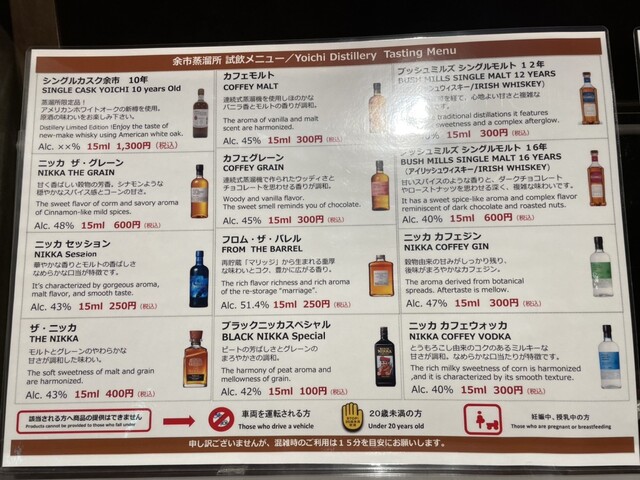 余市蒸溜所 試飲メニュー/Yoichi Distillery Tasting Menu
シングルカスク余市 10年
SINGLE CASK YOICHI 10 years Old
蒸溜所限定品!
アメリカンホワイトオークの新樽を使用。
原酒の味わいをお楽しみ下さい。
Distillery Limited Edition !Enjoy the taste of
new-make whisky using American white oak.
Alc. ××% 15ml 1,300円 (税込)
ニッカ ザ・グレーン
NIKKA THE GRAIN
甘く香ばしい穀物の芳香。シナモンような
穏やかなスパイス感とコーンの甘さ。
The sweet flavor of corn and savory aroma
of Cinnamon-like mild spices.
Alc. 48% 15ml 600円 (税込)
ニッカ セッション
NIKKA Session
華やかな香りとモルトの香ばしさ
なめらかな口当が特徴です。
It's characterized by gorgeous aroma,
malt flavor, and smooth taste.
Alc. 43% 15ml 250円 (税込)
ザ・ニッカ
THE NIKKA
モルトとグレーンのやわらかな
甘さが調和した味わい。
The soft sweetness of malt and grain
are harmonized.
Alc. 43% 15ml 400円 (税込)
カフェモルト
COFFEY MALT
連続式蒸溜機を使用しほのかな
バニラ香とモルトの香りが調和。
The aroma of vanilla and malt
scent are harmonized.
Alc. 45% 15ml 300円 (税込)
カフェグレーン
COFFEY GRAIN
連続式蒸溜機で作られたウッディさと
チョコレートを思わせる香りが調和。
Woody and vanilla flavor.
The sweet smell reminds you of chocolate.
Alc. 45% 15ml 300円 (税込)
フロム・ザ・バレル
FROM THE BARREL
再貯蔵「マリッジ」から生まれる重厚
な味わいとコク、豊かに広がる香り。
The rich flavor richness and rich aroma
of the re-storage "marriage".
Alc. 51.4% 15ml 250円 (税込)
ブラックニッカスペシャル
BLACK NIKKA Special
ピートの芳ばしさとグレーンの
まろやかさの調和。
The harmony of peat aroma and
mellowness of grain.
Alc. 42% 15ml 100円 (税込)
ブッシュミルズ シングルモルト 12年
BUSH MILLS SINGLE MALT 12 YEARS
ッシュウィスキー/IRISH WHISKEY)
を経て、心地よい甘さと複雑な
traditional distillations it features
sweetness and a complex afterglow.
40% 15ml 300円 (税込)
ブッシュミルズ シングルモルト 16年
BUSH MILLS SINGLE MALT 16 YEARS
(アイリッシュウイスキー/IRISH WHISKEY)
甘いスパイスのような香りと、ダークチョコレート
やローストナッツを思わせる深く、複雑な味わいです。
It has a sweet spice-like aroma and complex flavor
reminiscent of dark chocolate and roasted nuts.
Alc. 40% 15ml 600円 (税込)
ニッカ カフェジン
NIKKA COFFEY GIN
穀物由来の甘みがしっかり残り、
後味がまろやかなカフェジン。
The aroma derived from botanical
spreads. Aftertaste is mellow.
Alc. 47% 15ml 300円 (税込)
ニッカ カフェウォッカ
NIKKA COFFEY VODKA
とうもろこし由来のコクのあるミルキーな
甘さが調和。なめらかな口当たりが特徴です。
The rich milky sweetness of corn is harmonized
,and it is characterized by its smooth texture.
Alc. 40% 15ml 300円 (税込)
該当される方へ商品の提供はできません
Products cannot be provided to those who fall under
車両を運転される方
Those who drive a vehicle
20歳未満の方
Under 20 years old
妊娠中、授乳中の方
Those who are pregnant or breastfeeding
申し訳ございませんが、混雑時のご利用は15分を目安にお願いします。